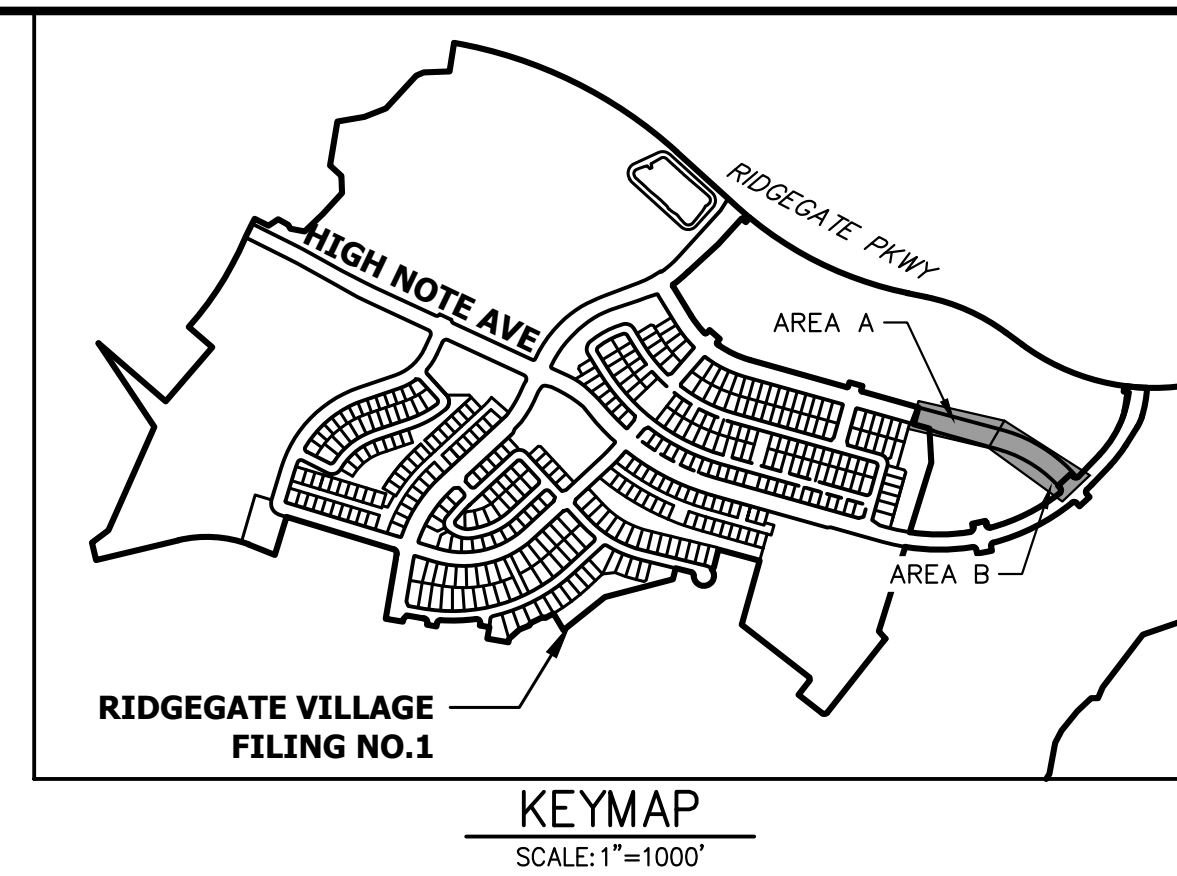 RIDGEGATE PKWY
HIGH NOTE AVE
AREA A
AREA B
RIDGEGATE VILLAGE
FILING NO.1
KEYMAP
SCALE: 1"=1000'